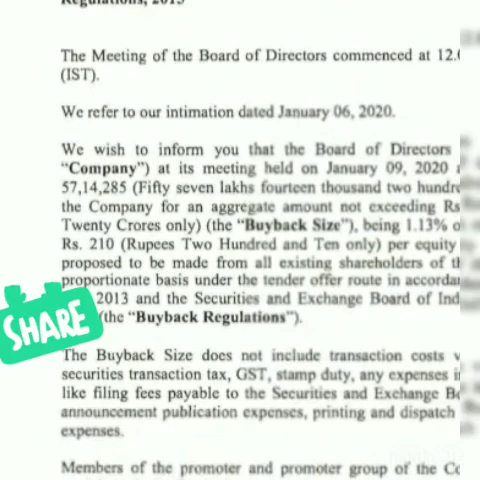 Regulations, 2013
The Meeting of the Board of Directors commenced at 12.
(IST).
We refer to our intimation dated January 06, 2020.
We wish to inform you that the Board of Directors
“Company”) at its meeting held on January 09, 2020
57,14,285 (Fifty seven lakhs fourteen thousand two hundre
the Company for an aggregate amount not exceeding Rs
Twenty Crores only) (the “Buyback Size”), being 1.13% o
Rs. 210 (Rupees Two Hundred and Ten only) per equity
proposed to be made from all existing shareholders of th
proportionate basis under the tender offer route in accordan
2013 and the Securities and Exchange Board of Ind
SHARE
(the “Buyback Regulations”).
The Buyback Size does not include transaction costs v
securities transaction tax, GST, stamp duty, any expenses i
like filing fees payable to the Securities and Exchange Bo
announcement publication expenses, printing and dispatch
expenses.
Members of the promoter and promoter group of the Co